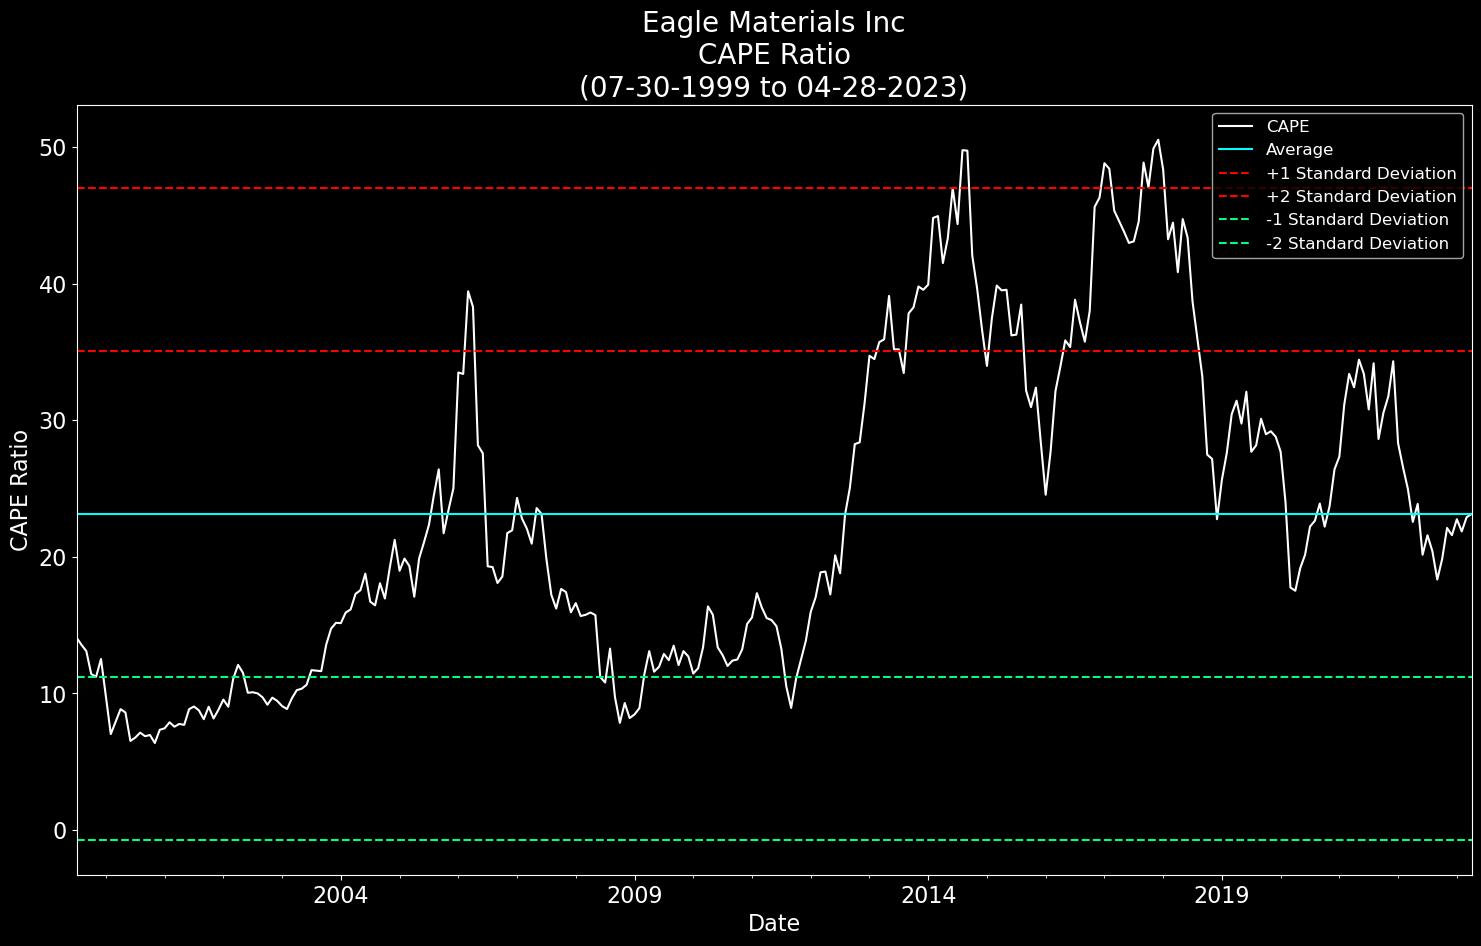 Eagle Materials Inc
CAPE Ratio
(07-30-1999 to 04-28-2023)
CAPE
Average
+1 Standard Deviation
+2 Standard Deviation
-1 Standard Deviation
-2 Standard Deviation
50
40
30
20
10
0
CAPE Ratio
2004 2009 2014 2019
Date